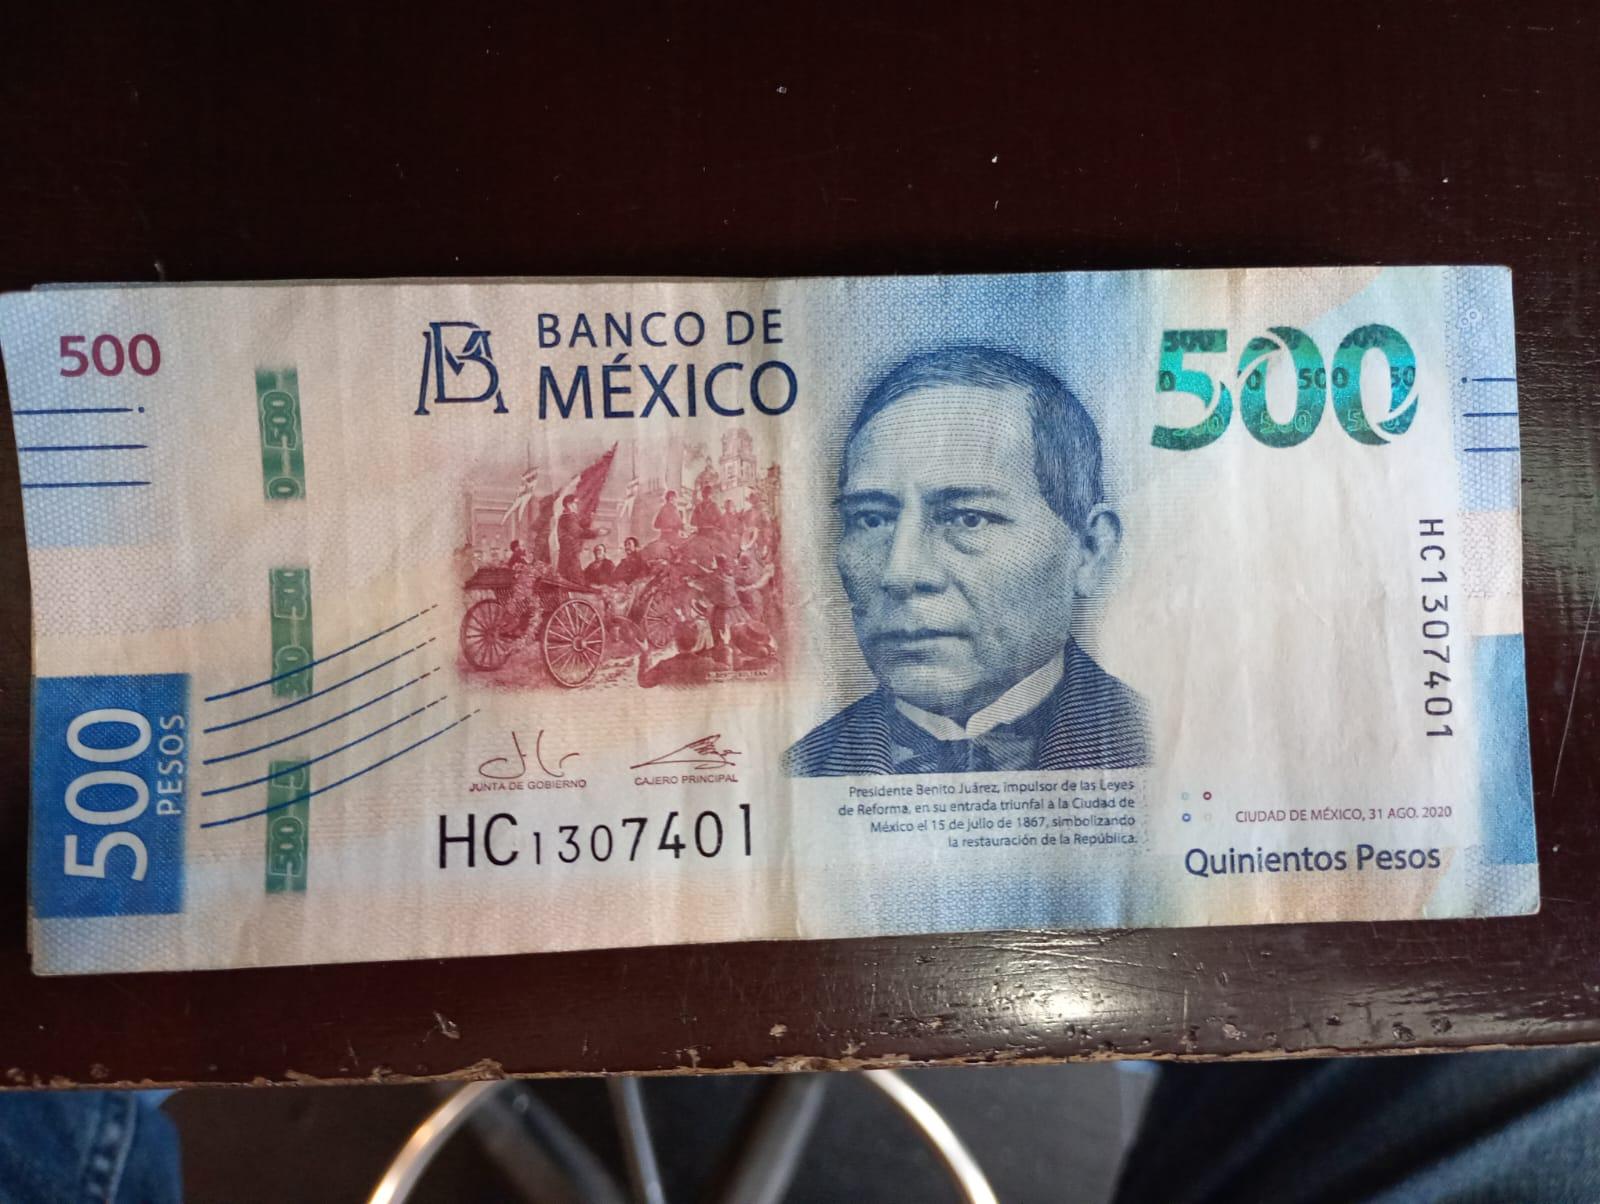 500
BANCO DE
MÉXICO
500
HC1307401
500
PESOS
JUNTA DE GOBIERNO
CAJERO PRINCIPAL
HC1307401
Presidente Benito Juárez, impulsor de las Leyes
de Reforma, en su entrada triunfal a la Ciudad de
México el 15 de julio de 1867, simbolizando
la restauración de la República.
CIUDAD DE MÉXICO, 31 AGO. 2020
Quinientos Pesos